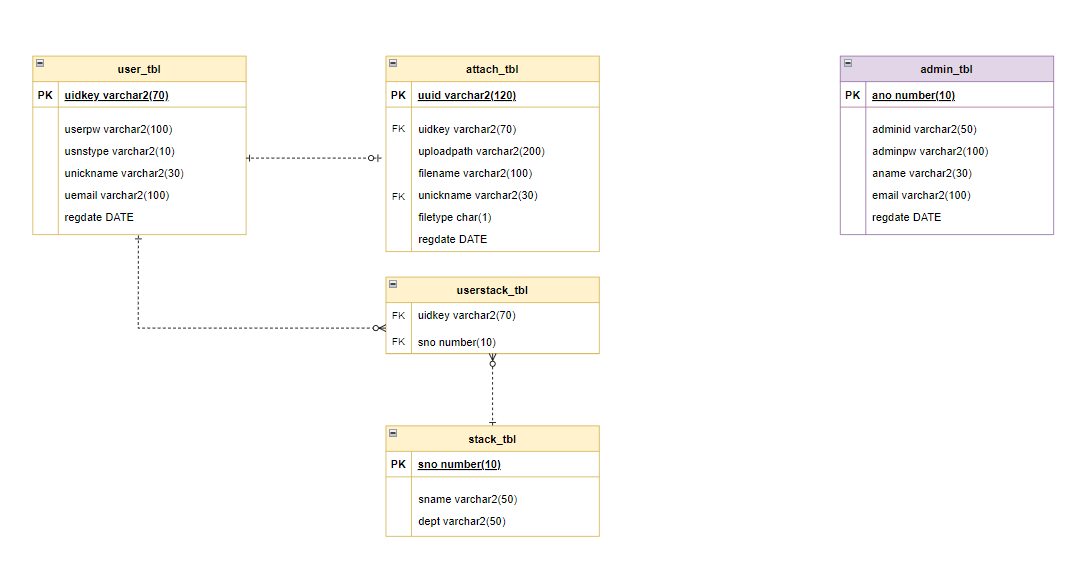 user_tbl
PK uidkey varchar2(70)
userpw varchar2(100)
usnstype varchar2(10)
unickname varchar2(30)
uemail varchar2(100)
regdate DATE
attach_tbl
PK uuid varchar2(120)
FK uidkey varchar2(70)
uploadpath varchar2(200)
filename varchar2(100)
FK unickname varchar2(30)
filetype char(1)
regdate DATE
admin_tbl
PK ano number(10)
adminid varchar2(50)
adminpw varchar2(100)
aname varchar2(30)
email varchar2(100)
regdate DATE
userstack_tbl
FK uidkey varchar2(70)
FK sno number(10)
stack_tbl
PK sno number(10)
sname varchar2(50)
dept varchar2(50)